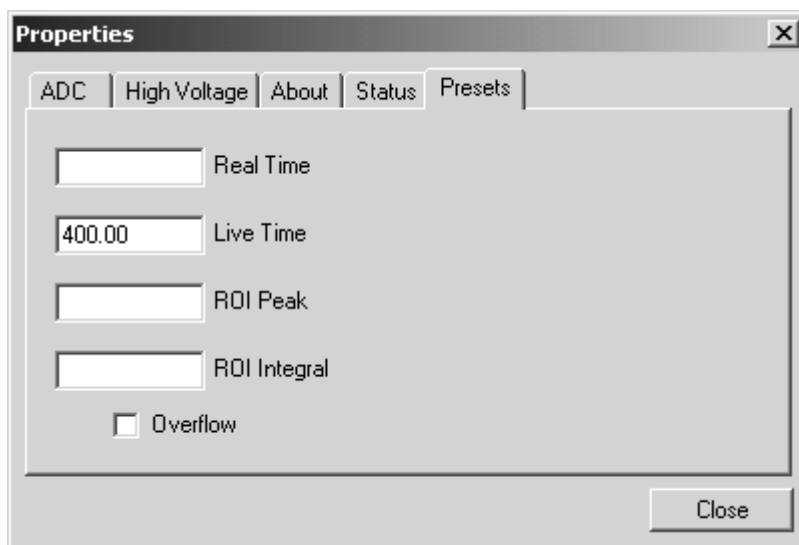 Properties
ADC High Voltage About Status Presets
Real Time
400.00 Live Time
ROI Peak
ROI Integral
Overflow
Close